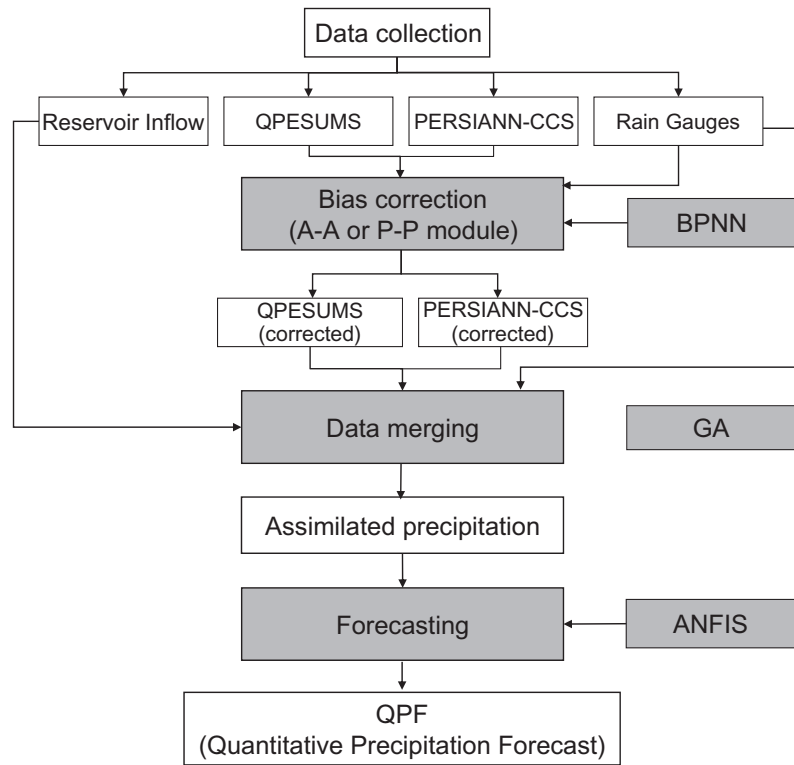 Data collection
Reservoir Inflow
QPESUMS
PERSIANN-CCS
Rain Gauges
Bias correction
(A-A or P-P module)
BPNN
QPESUMS
(corrected)
PERSIANN-CCS
(corrected)
Data merging
GA
Assimilated precipitation
Forecasting
ANFIS
QPF
(Quantitative Precipitation Forecast)